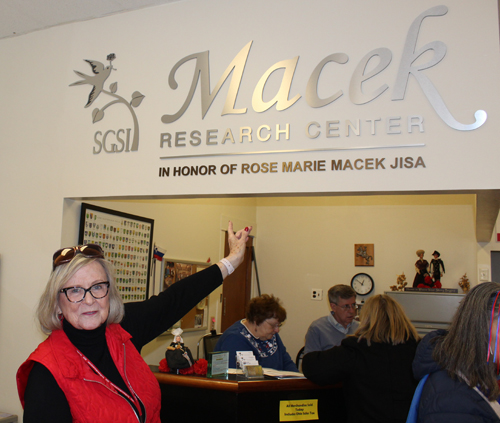 Macek
SGSI
RESEARCH CENTER
IN HONOR OF ROSE MARIE MACEK JISA